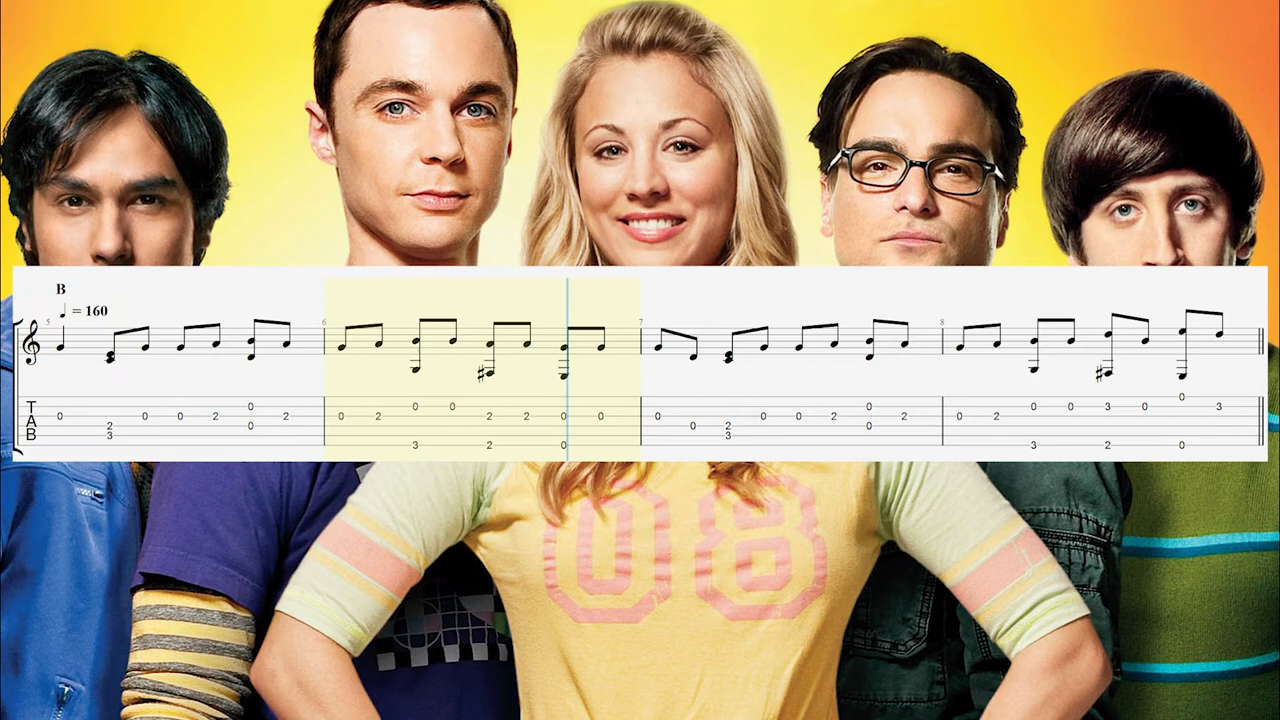 B
♩ = 160
5 6 7 8
0
T 0 0 0 0 0 0 3 0 3
A 0 0 0 2 2 0 2 2 2 0 0 0 0 0 2 2 0 2
B 2 0 0 2 0
3 3
3 2 0 3 2 0
08